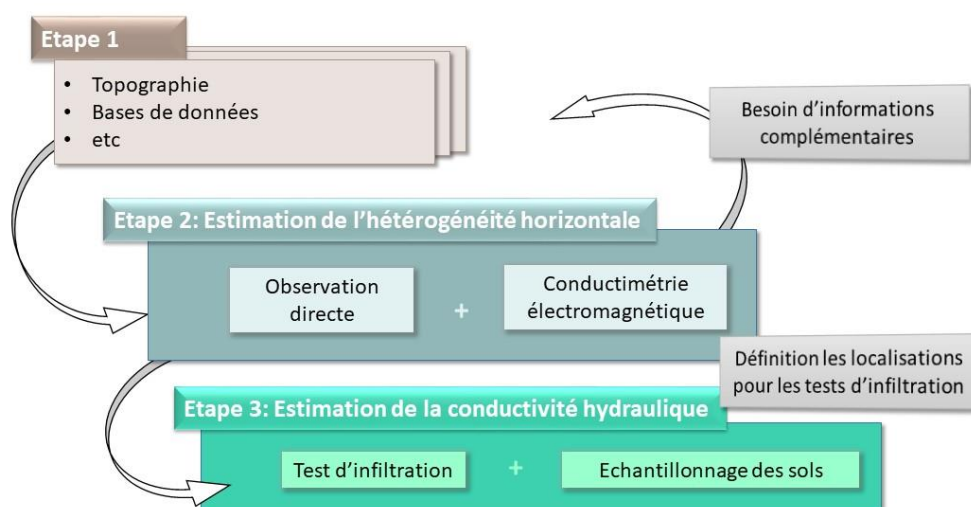 Etape 1
• Topographie
• Bases de données
• etc
Besoin d’informations
complémentaires
Etape 2: Estimation de l’hétérogénéité horizontale
Observation
directe
+
Conductimétrie
électromagnétique
Définition les localisations
pour les tests d’infiltration
Etape 3: Estimation de la conductivité hydraulique
Test d’infiltration
+
Echantillonnage des sols